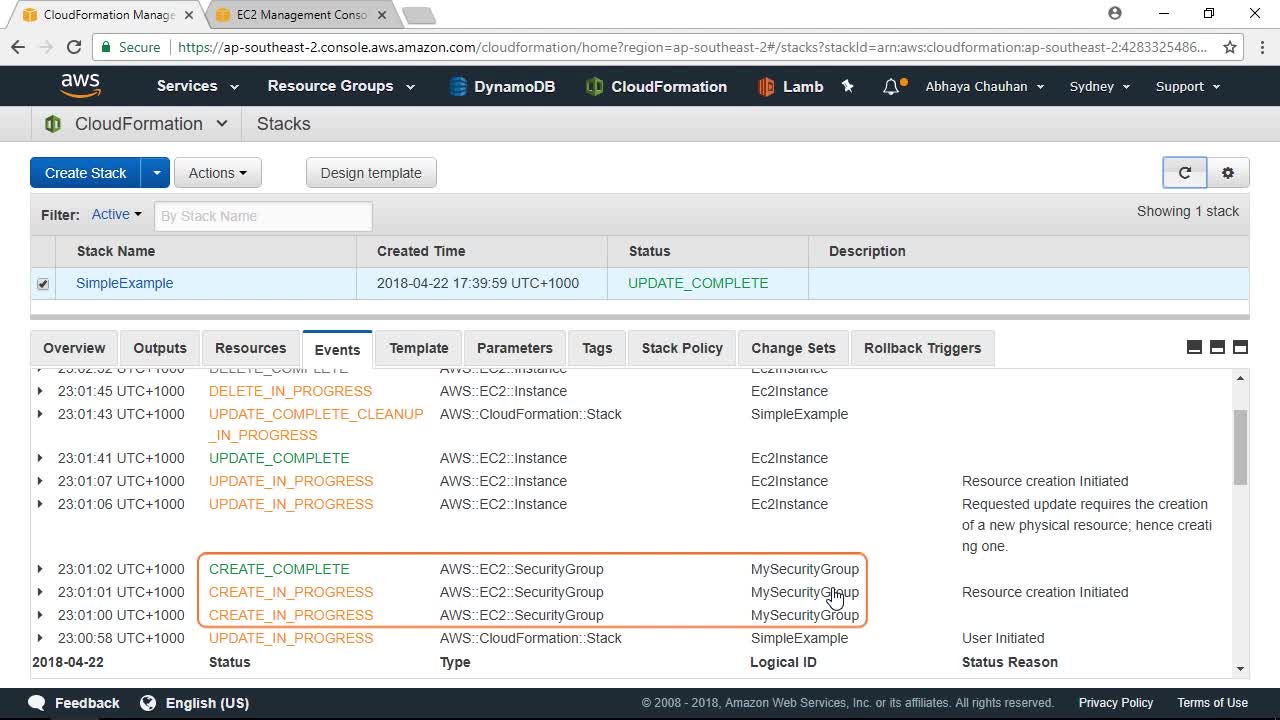 CloudFormation Manage
EC2 Management Conso
Secure https://ap-southeast-2.console.aws.amazon.com/cloudformation/home?region=ap-southeast-2#/stacks?stackId=arn:aws:cloudformation:ap-southeast-2:4283325486...
aws Services Resource Groups DynamoDB CloudFormation Lamb Abhaya Chauhan Sydney Support
CloudFormation Stacks
Create Stack Actions Design template
Filter: Active By Stack Name Showing 1 stack
Stack Name Created Time Status Description
SimpleExample 2018-04-22 17:39:59 UTC+1000 UPDATE_COMPLETE
Overview Outputs Resources Events Template Parameters Tags Stack Policy Change Sets Rollback Triggers
23:02:32 UTC+1000 DELETE_COMPLETE AWS::EC2::Instance Ec2Instance
23:01:45 UTC+1000 DELETE_IN_PROGRESS AWS::EC2::Instance Ec2Instance
23:01:43 UTC+1000 UPDATE_COMPLETE_CLEANUP AWS::CloudFormation::Stack SimpleExample
_IN_PROGRESS
23:01:41 UTC+1000 UPDATE_COMPLETE AWS::EC2::Instance Ec2Instance
23:01:07 UTC+1000 UPDATE_IN_PROGRESS AWS::EC2::Instance Ec2Instance Resource creation Initiated
23:01:06 UTC+1000 UPDATE_IN_PROGRESS AWS::EC2::Instance Ec2Instance Requested update requires the creation
of a new physical resource; hence creati
ng one.
23:01:02 UTC+1000 CREATE_COMPLETE AWS::EC2::SecurityGroup MySecurityGroup
23:01:01 UTC+1000 CREATE_IN_PROGRESS AWS::EC2::SecurityGroup MySecurityGroup Resource creation Initiated
23:01:00 UTC+1000 CREATE_IN_PROGRESS AWS::EC2::SecurityGroup MySecurityGroup
23:00:58 UTC+1000 UPDATE_IN_PROGRESS AWS::CloudFormation::Stack SimpleExample User Initiated
2018-04-22 Status Type Logical ID Status Reason
Feedback English (US) © 2008 - 2018, Amazon Web Services, Inc. or its affiliates. All rights reserved. Privacy Policy Terms of Use